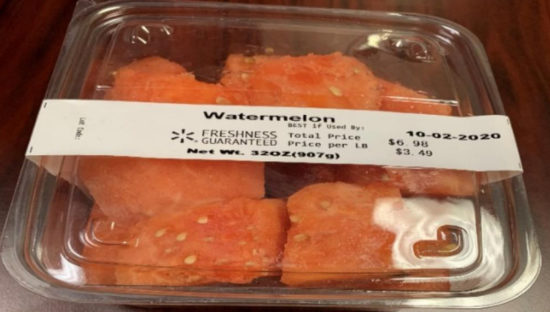 Watermelon
BEST if Used By: 10-02-2020
FRESHNESS Total Price $6.98
GUARANTEED Price per LB $3.49
Net Wt. 32OZ(907g)